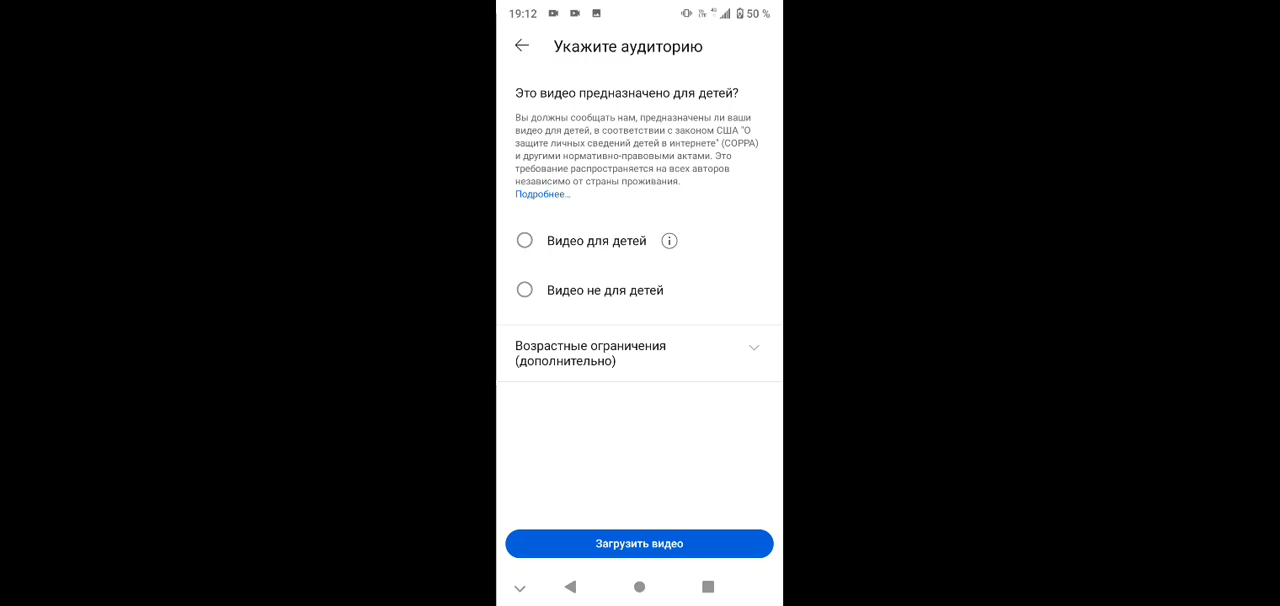 19:12 50 %
Укажите аудиторию
Это видео предназначено для детей?
Вы должны сообщать нам, предназначены ли ваши
видео для детей, в соответствии с законом США "О
защите личных сведений детей в интернете" (COPPA)
и другими нормативно-правовыми актами. Это
требование распространяется на всех авторов
независимо от страны проживания.
Подробнее...
Видео для детей
Видео не для детей
Возрастные ограничения
(дополнительно)
Загрузить видео